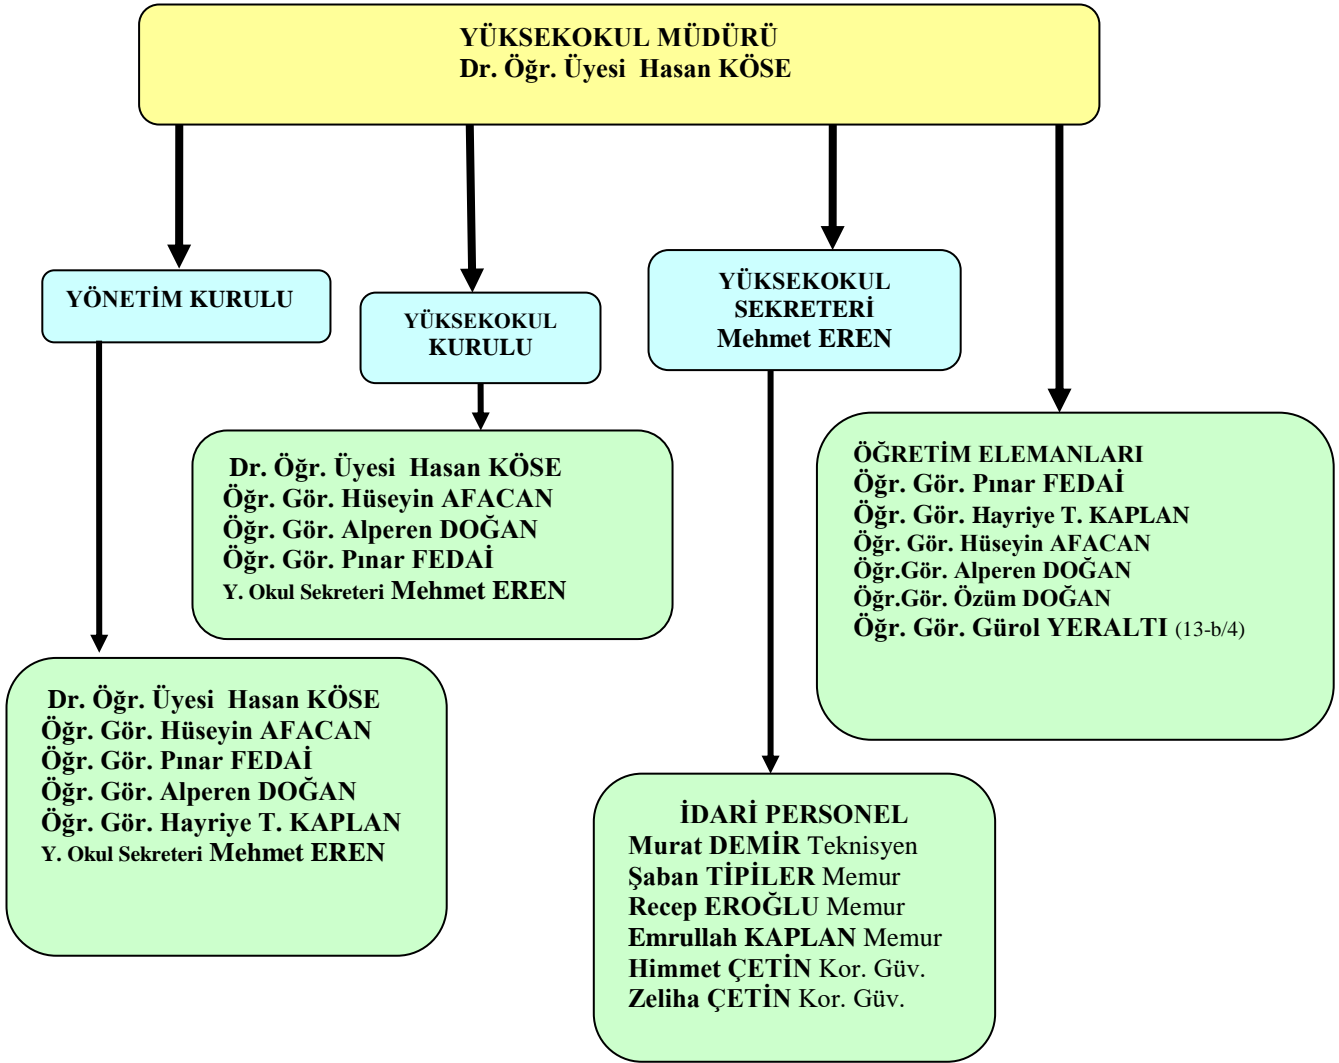 YÜKSEKOKUL MÜDÜRÜ
Dr. Öğr. Üyesi Hasan KÖSE
YÖNETİM KURULU
YÜKSEKOKUL
KURULU
YÜKSEKOKUL
SEKRETERİ
Mehmet EREN
Dr. Öğr. Üyesi Hasan KÖSE
Öğr. Gör. Hüseyin AFACAN
Öğr. Gör. Alperen DOĞAN
Öğr. Gör. Pınar FEDAİ
Y. Okul Sekreteri Mehmet EREN
ÖĞRETİM ELEMANLARI
Öğr. Gör. Pınar FEDAİ
Öğr. Gör. Hayriye T. KAPLAN
Öğr. Gör. Hüseyin AFACAN
Öğr.Gör. Alperen DOĞAN
Öğr.Gör. Özüm DOĞAN
Öğr. Gör. Gürol YERALTI (13-b/4)
Dr. Öğr. Üyesi Hasan KÖSE
Öğr. Gör. Hüseyin AFACAN
Öğr. Gör. Pınar FEDAİ
Öğr. Gör. Alperen DOĞAN
Öğr. Gör. Hayriye T. KAPLAN
Y. Okul Sekreteri Mehmet EREN
İDARİ PERSONEL
Murat DEMİR Teknisyen
Şaban TİPİLER Memur
Recep EROĞLU Memur
Emrullah KAPLAN Memur
Himmet ÇETİN Kor. Güv.
Zeliha ÇETİN Kor. Güv.